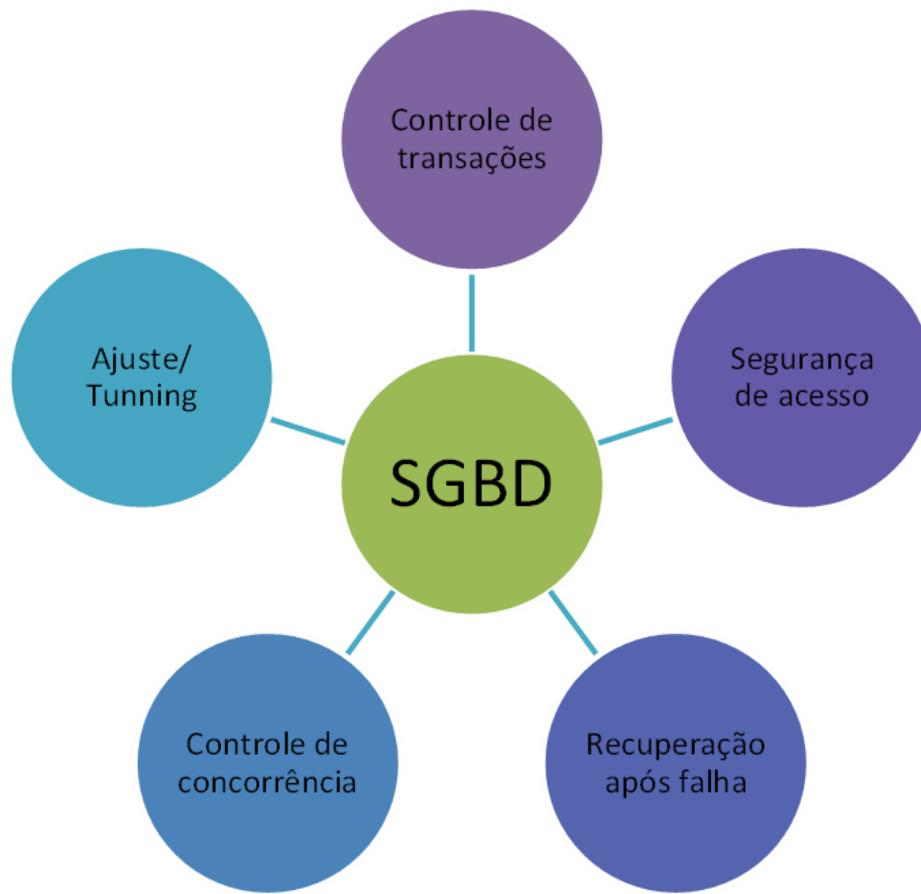 Controle de
transações
Ajuste/
Tunning
Segurança
de acesso
SGBD
Controle de
concorrência
Recuperação
após falha